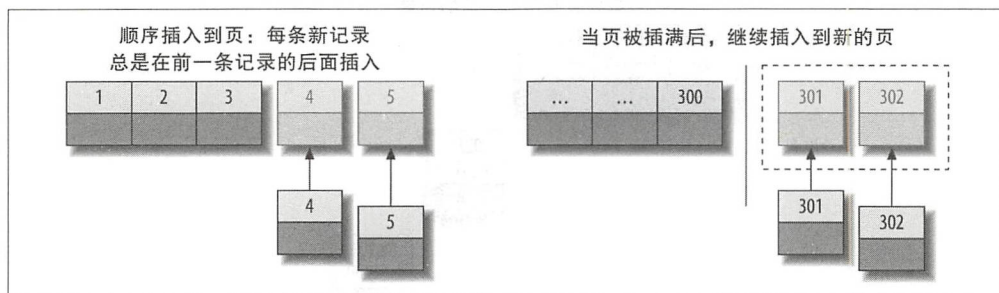 顺序插入到页：每条新记录
总是在前一条记录的后面插入
1 2 3 4 5
4
5
当页被插满后，继续插入到新的页
... ... 300 301 302
301
302